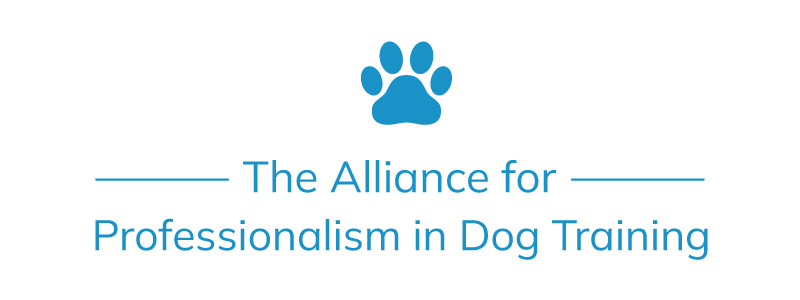 The Alliance for
Professionalism in Dog Training